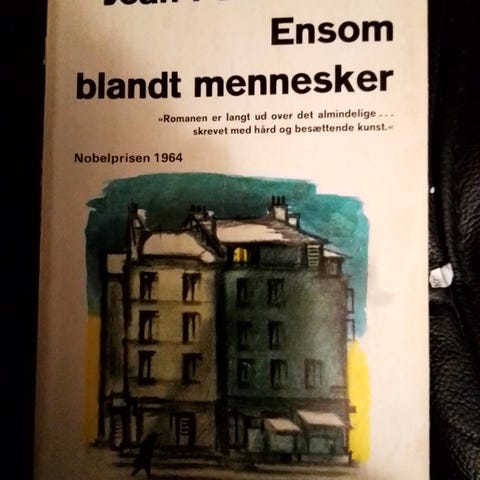 Ensom
blandt mennesker
»Romanen er langt ud over det almindelige...
skrevet med hård og besættende kunst.«
Nobelprisen 1964